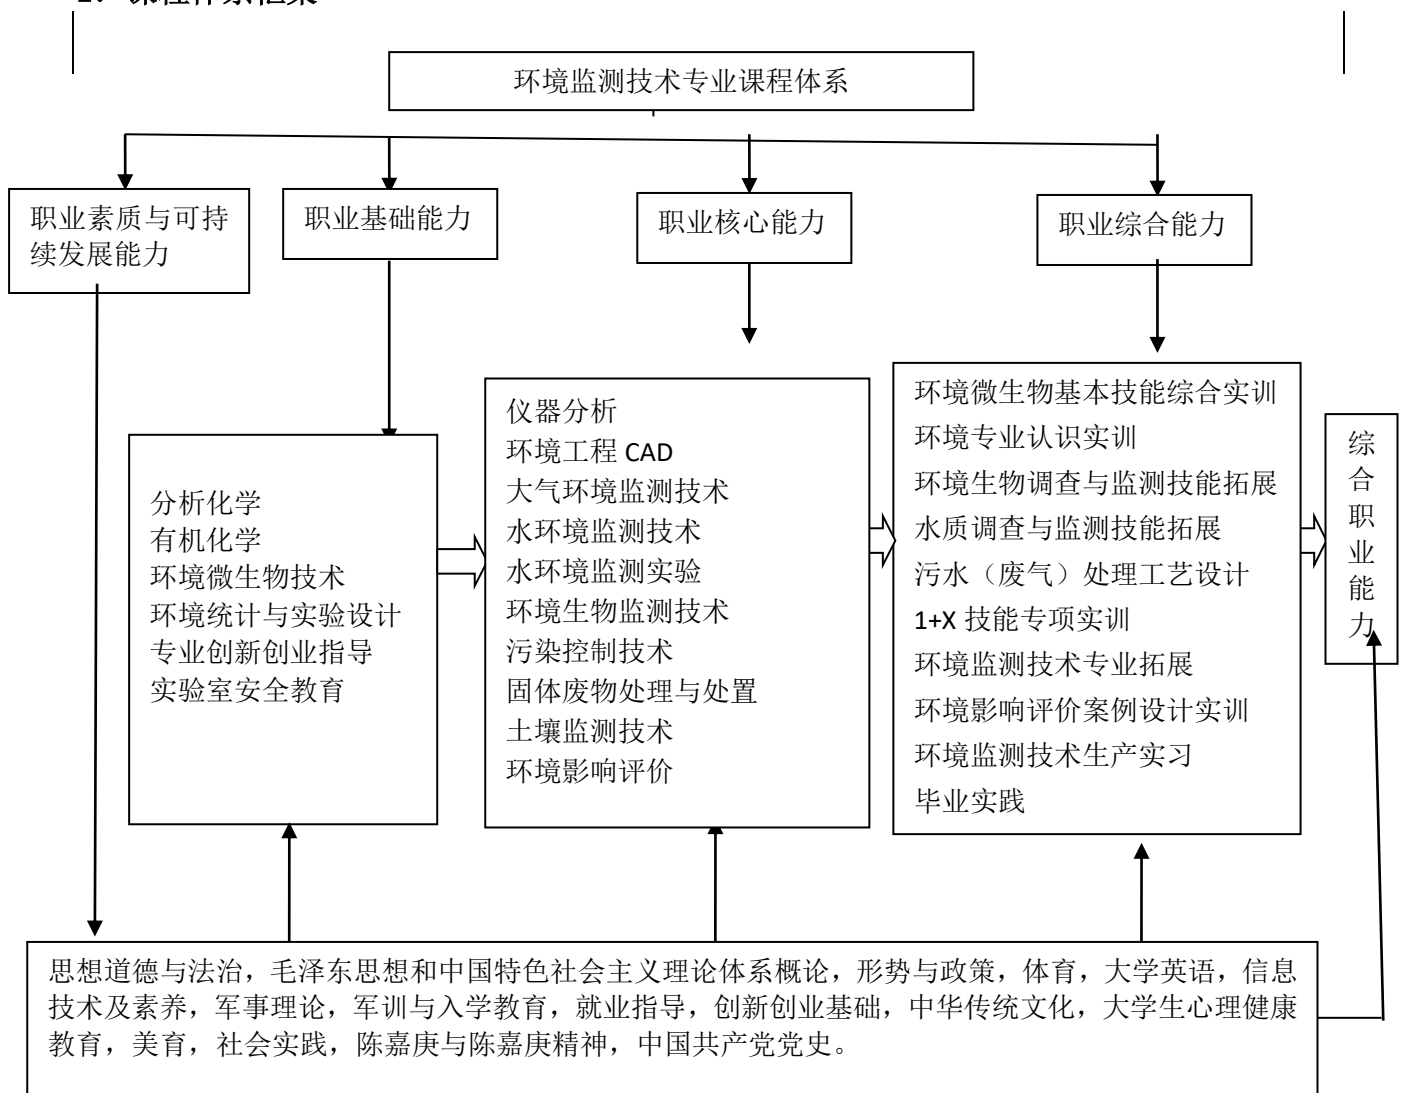 环境监测技术专业课程体系
职业素质与可持
续发展能力
职业基础能力
职业核心能力
职业综合能力
分析化学
有机化学
环境微生物技术
环境统计与实验设计
专业创新创业指导
实验室安全教育
仪器分析
环境工程 CAD
大气环境监测技术
水环境监测技术
水环境监测实验
环境生物监测技术
污染控制技术
固体废物处理与处置
土壤监测技术
环境影响评价
环境微生物基本技能综合实训
环境专业认识实训
环境生物调查与监测技能拓展
水质调查与监测技能拓展
污水（废气）处理工艺设计
1+X 技能专项实训
环境监测技术专业拓展
环境影响评价案例设计实训
环境监测技术生产实习
毕业实践
综
合
职
业
能
力
思想道德与法治，毛泽东思想和中国特色社会主义理论体系概论，形势与政策，体育，大学英语，信息
技术及素养，军事理论，军训与入学教育，就业指导，创新创业基础，中华传统文化，大学生心理健康
教育，美育，社会实践，陈嘉庚与陈嘉庚精神，中国共产党党史。